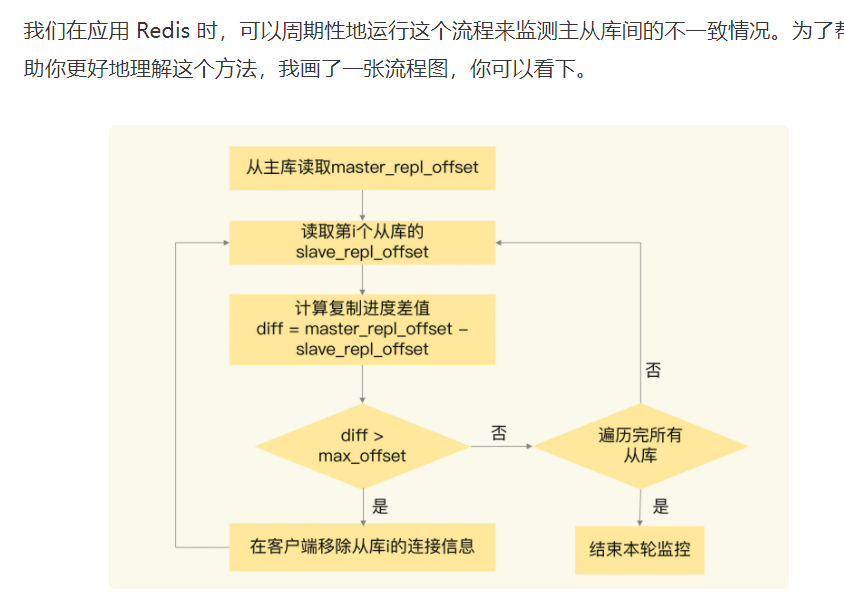 我们在应用 Redis 时，可以周期性地运行这个流程来监测主从库间的不一致情况。为了
助你更好地理解这个方法，我画了一张流程图，你可以看下。
从主库读取master_repl_offset
读取第i个从库的
slave_repl_offset
计算复制进度差值
diff = master_repl_offset –
slave_repl_offset
否
diff >
max_offset
否
遍历完所有
从库
是
是
在客户端移除从库i的连接信息
结束本轮监控